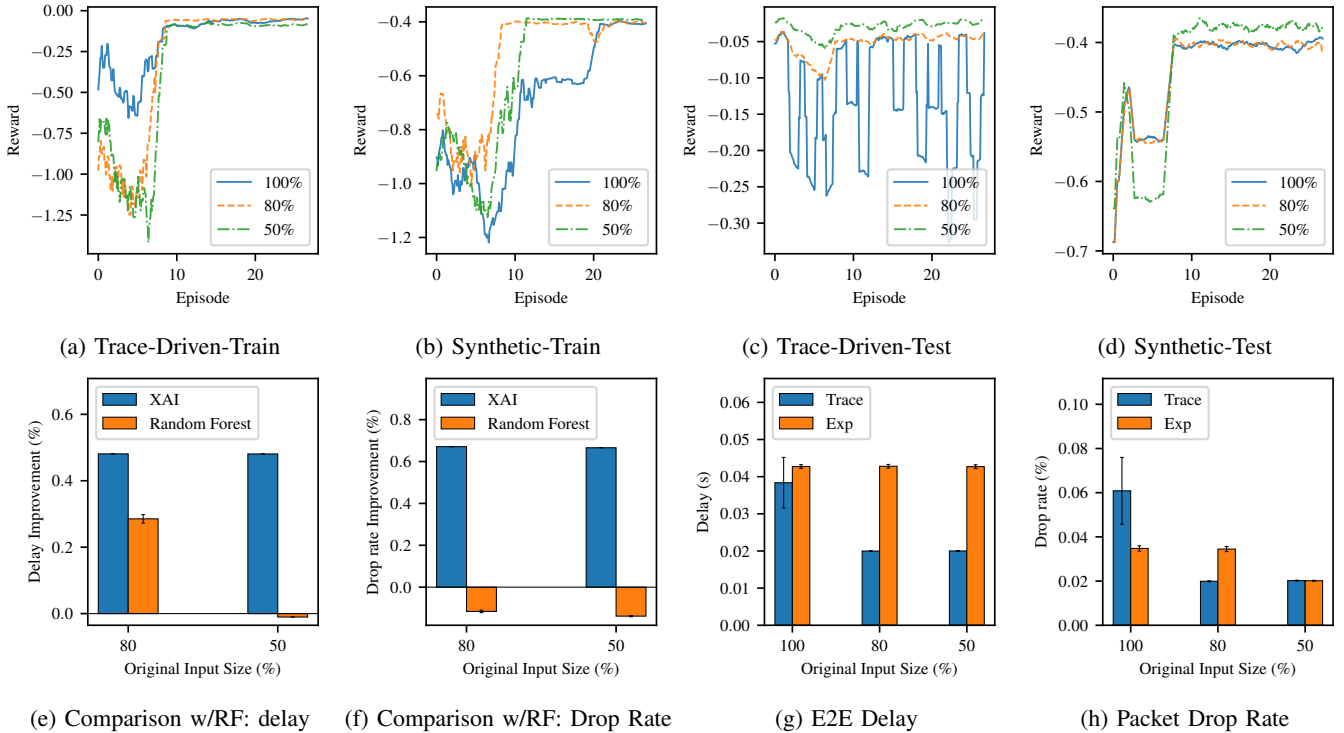 0.00
−0.25
−0.50
−0.75
−1.00
−1.25
Reward
0
10
20
Episode
100%
80%
50%
(a) Trace-Driven-Train
−0.4
−0.6
−0.8
−1.0
−1.2
Reward
0
10
20
Episode
100%
80%
50%
(b) Synthetic-Train
−0.05
−0.10
−0.15
−0.20
−0.25
−0.30
Reward
0
10
20
Episode
100%
80%
50%
(c) Trace-Driven-Test
−0.4
−0.5
−0.6
−0.7
Reward
0
10
20
Episode
100%
80%
50%
(d) Synthetic-Test
XAI
Random Forest
0.6
0.4
0.2
0.0
Delay Improvement (%)
80
50
Original Input Size (%)
(e) Comparison w/RF: delay
XAI
Random Forest
0.8
0.6
0.4
0.2
0.0
Drop rate Improvement (%)
80
50
Original Input Size (%)
(f) Comparison w/RF: Drop Rate
Trace
Exp
0.06
0.05
0.04
0.03
0.02
0.01
0.00
Delay (s)
100
80
50
Original Input Size (%)
(g) E2E Delay
Trace
Exp
0.10
0.08
0.06
0.04
0.02
0.00
Drop rate (%)
100
80
50
Original Input Size (%)
(h) Packet Drop Rate